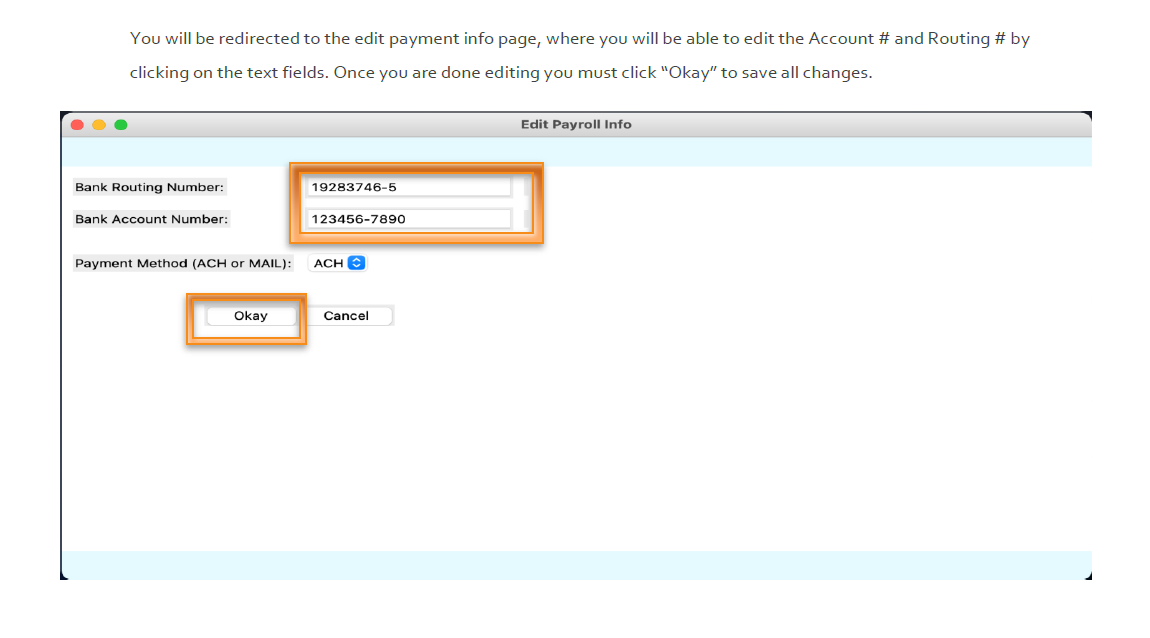 You will be redirected to the edit payment info page, where you will be able to edit the Account # and Routing # by
clicking on the text fields. Once you are done editing you must click “Okay” to save all changes.
Edit Payroll Info
Bank Routing Number: 19283746-5
Bank Account Number: 123456-7890
Payment Method (ACH or MAIL): ACH
Okay Cancel